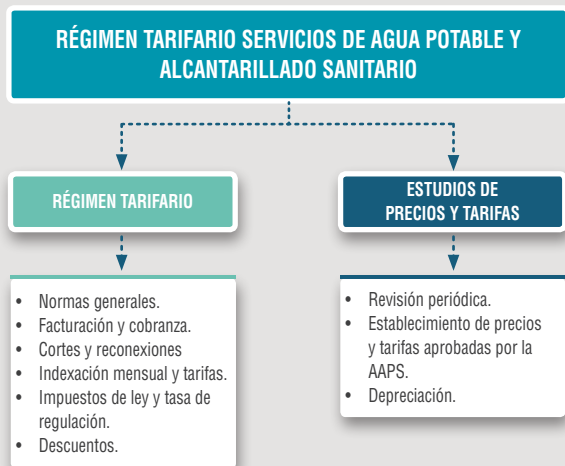 RÉGIMEN TARIFARIO SERVICIOS DE AGUA POTABLE Y
ALCANTARILLADO SANITARIO
RÉGIMEN TARIFARIO
• Normas generales.
• Facturación y cobranza.
• Cortes y reconexiones
• Indexación mensual y tarifas.
• Impuestos de ley y tasa de
regulación.
• Descuentos.
ESTUDIOS DE
PRECIOS Y TARIFAS
• Revisión periódica.
• Establecimiento de precios
y tarifas aprobadas por la
AAPS.
• Depreciación.